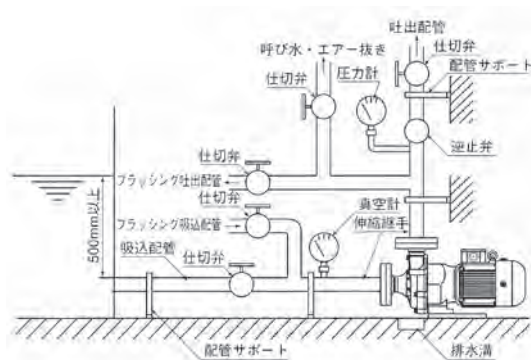 吐出配管
呼び水・エアー抜き
仕切弁
配管サポート
仕切弁
圧力計
逆止弁
仕切弁
フラッシング吐出配管
仕切弁
フラッシング吸込配管
真空計
伸縮継手
500mm以上
吸込配管
仕切弁
配管サポート
排水溝